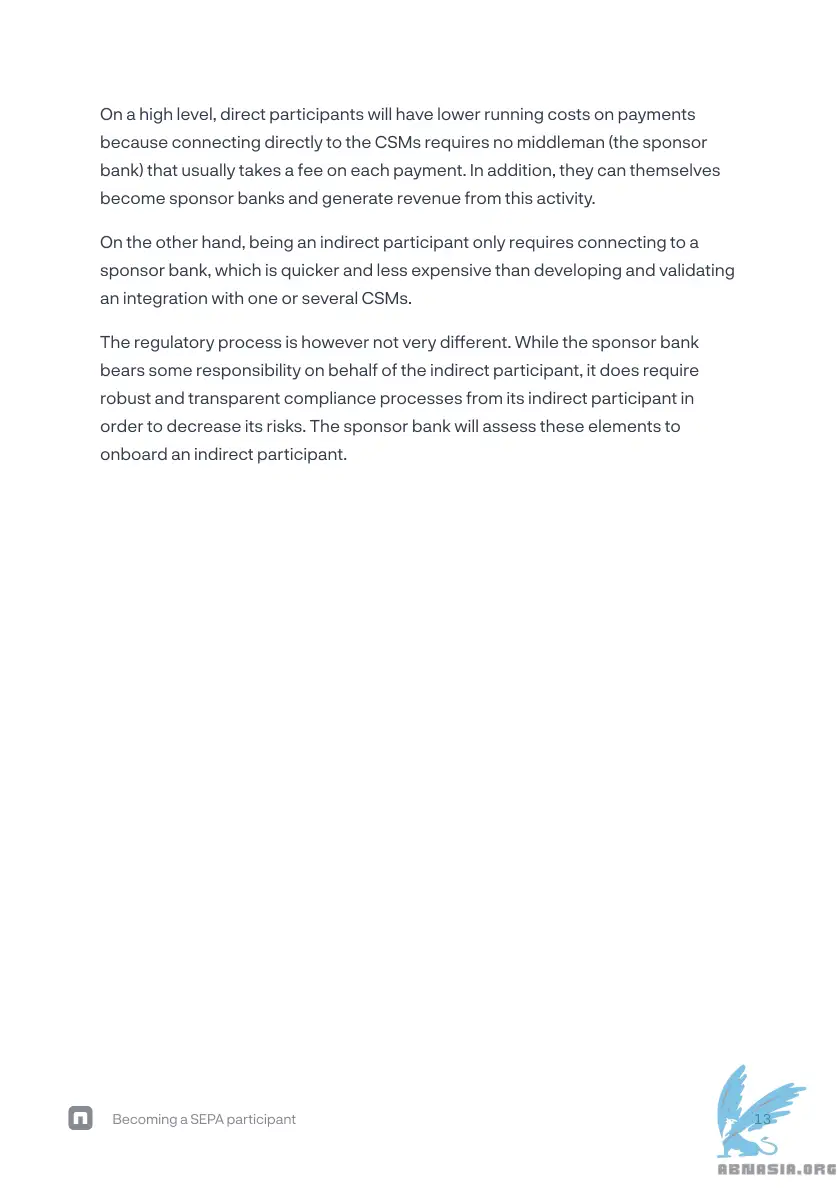 On a high level, direct participants will have lower running costs on payments
because connecting directly to the CSMs requires no middleman (the sponsor
bank) that usually takes a fee on each payment. In addition, they can themselves
become sponsor banks and generate revenue from this activity.
On the other hand, being an indirect participant only requires connecting to a
sponsor bank, which is quicker and less expensive than developing and validating
an integration with one or several CSMs.
The regulatory process is however not very different. While the sponsor bank
bears some responsibility on behalf of the indirect participant, it does require
robust and transparent compliance processes from its indirect participant in
order to decrease its risks. The sponsor bank will assess these elements to
onboard an indirect participant.
Becoming a SEPA participant
13
ABNASIA.ORG